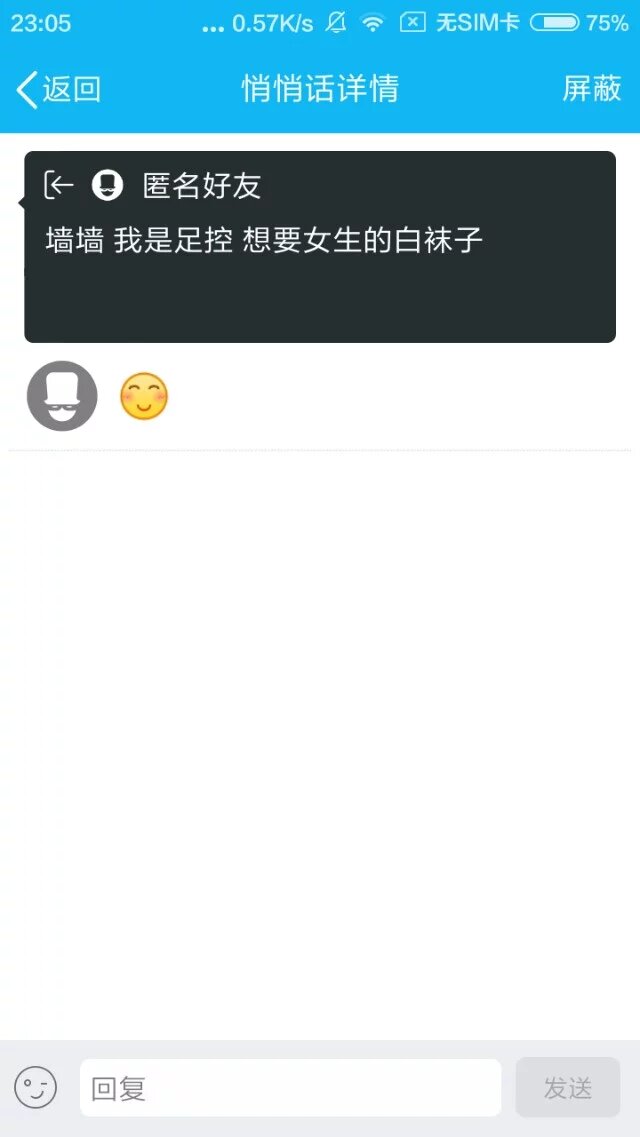 23:05 ... 0.57K/s 无SIM卡 75%
返回 悄悄话详情 屏蔽
匿名好友
墙墙 我是足控 想要女生的白袜子
回复 发送